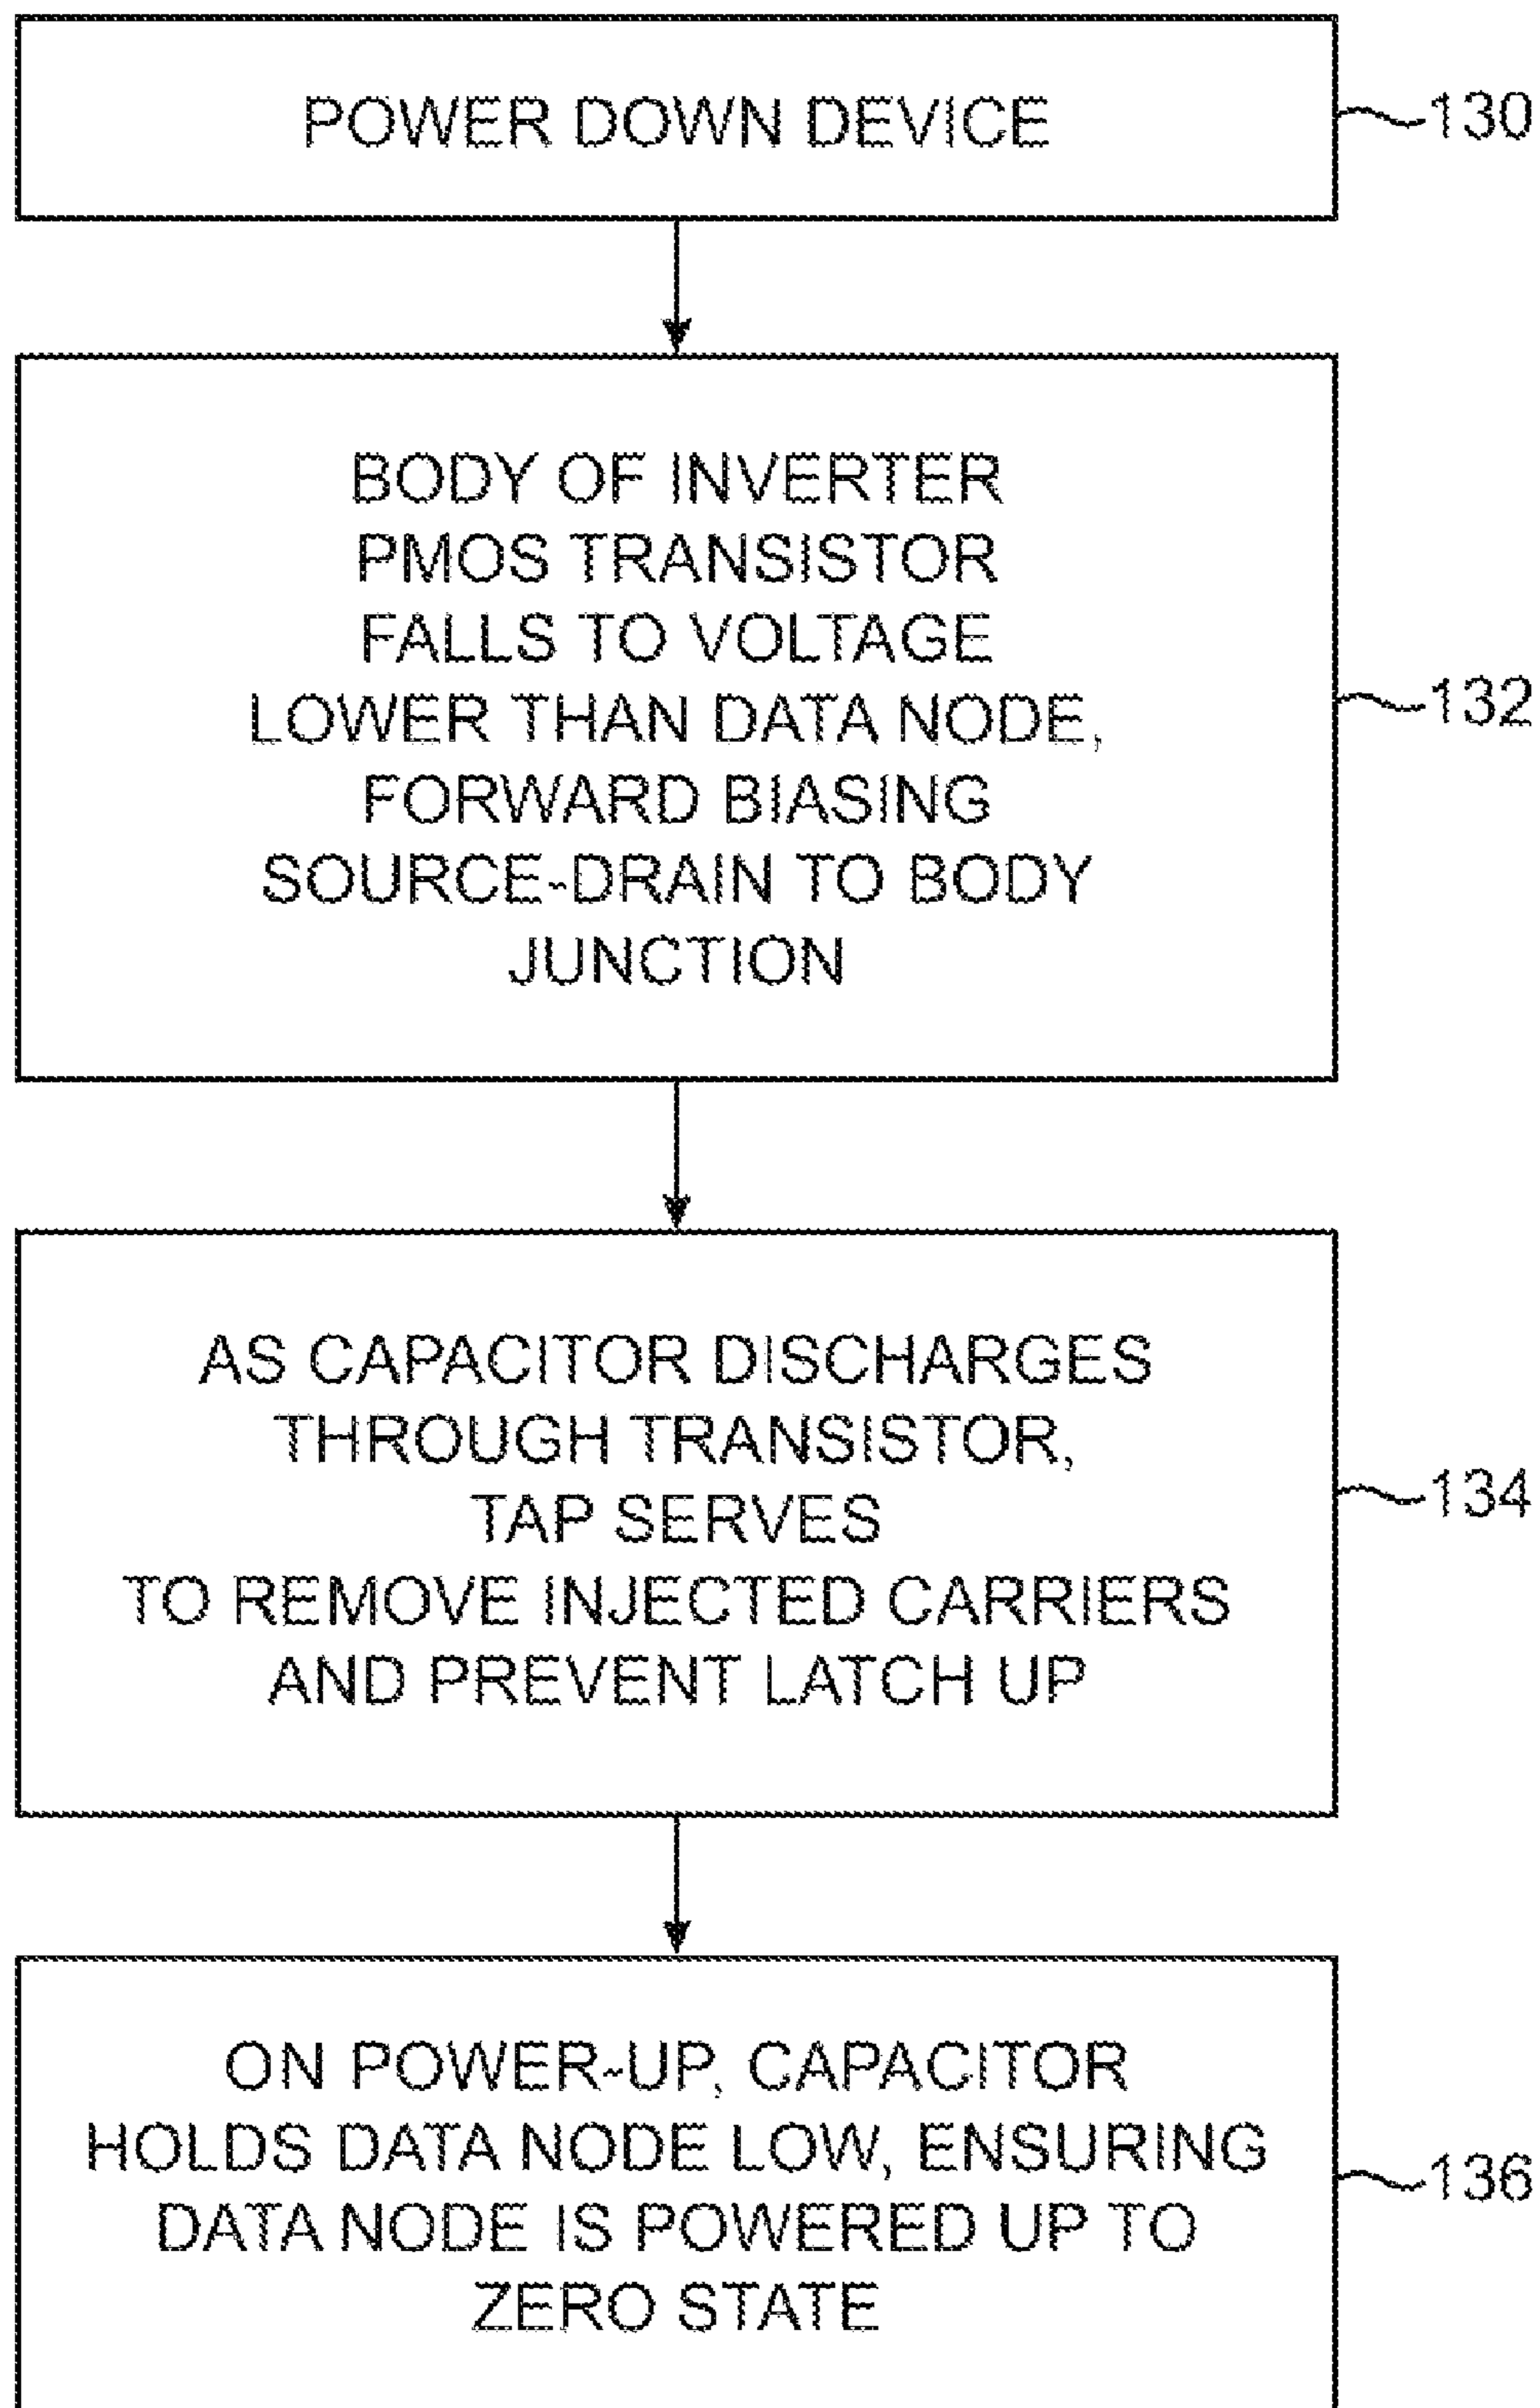 POWER DOWN DEVICE
130
BODY OF INVERTER
PMOS TRANSISTOR
FALLS TO VOLTAGE
LOWER THAN DATA NODE,
FORWARD BIASING
SOURCE-DRAIN TO BODY
JUNCTION
132
AS CAPACITOR DISCHARGES
THROUGH TRANSISTOR,
TAP SERVES
TO REMOVE INJECTED CARRIERS
AND PREVENT LATCH UP
134
ON POWER-UP, CAPACITOR
HOLDS DATA NODE LOW, ENSURING
DATA NODE IS POWERED UP TO
ZERO STATE
136